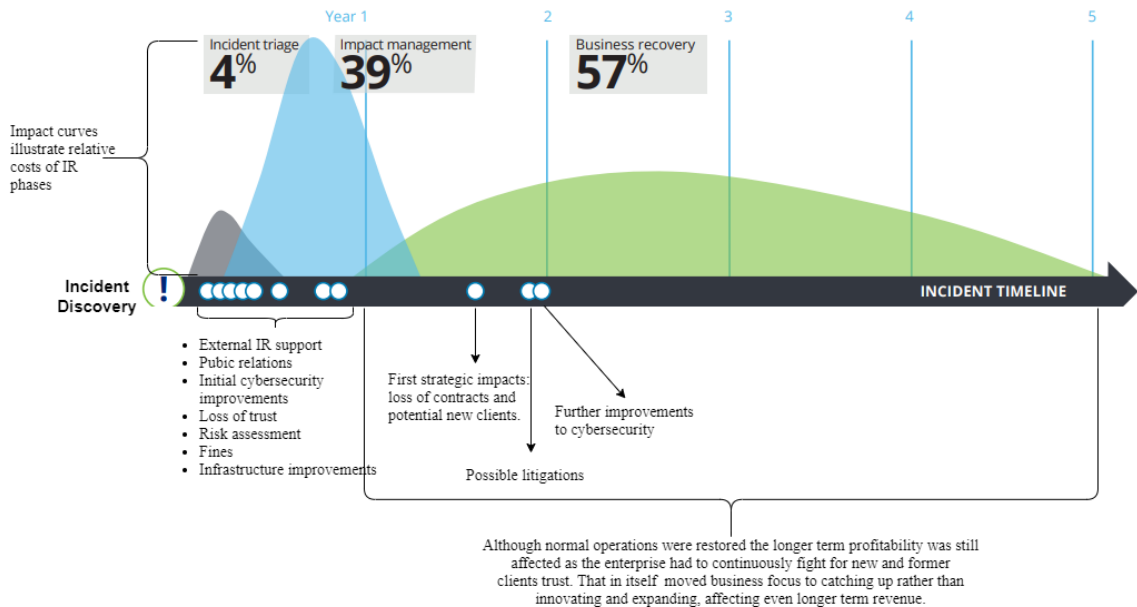 Year 1
2
3
4
5
Incident triage
4%
Impact management
39%
Business recovery
57%
Impact curves
illustrate relative
costs of IR
phases
!
Incident
Discovery
INCIDENT TIMELINE
• External IR support
• Pubic relations
• Initial cybersecurity
improvements
• Loss of trust
• Risk assessment
• Fines
• Infrastructure improvements
First strategic impacts:
loss of contracts and
potential new clients.
Further improvements
to cybersecurity
Possible litigations
Although normal operations were restored the longer term profitability was still
affected as the enterprise had to continuously fight for new and former
clients trust. That in itself moved business focus to catching up rather than
innovating and expanding, affecting even longer term revenue.